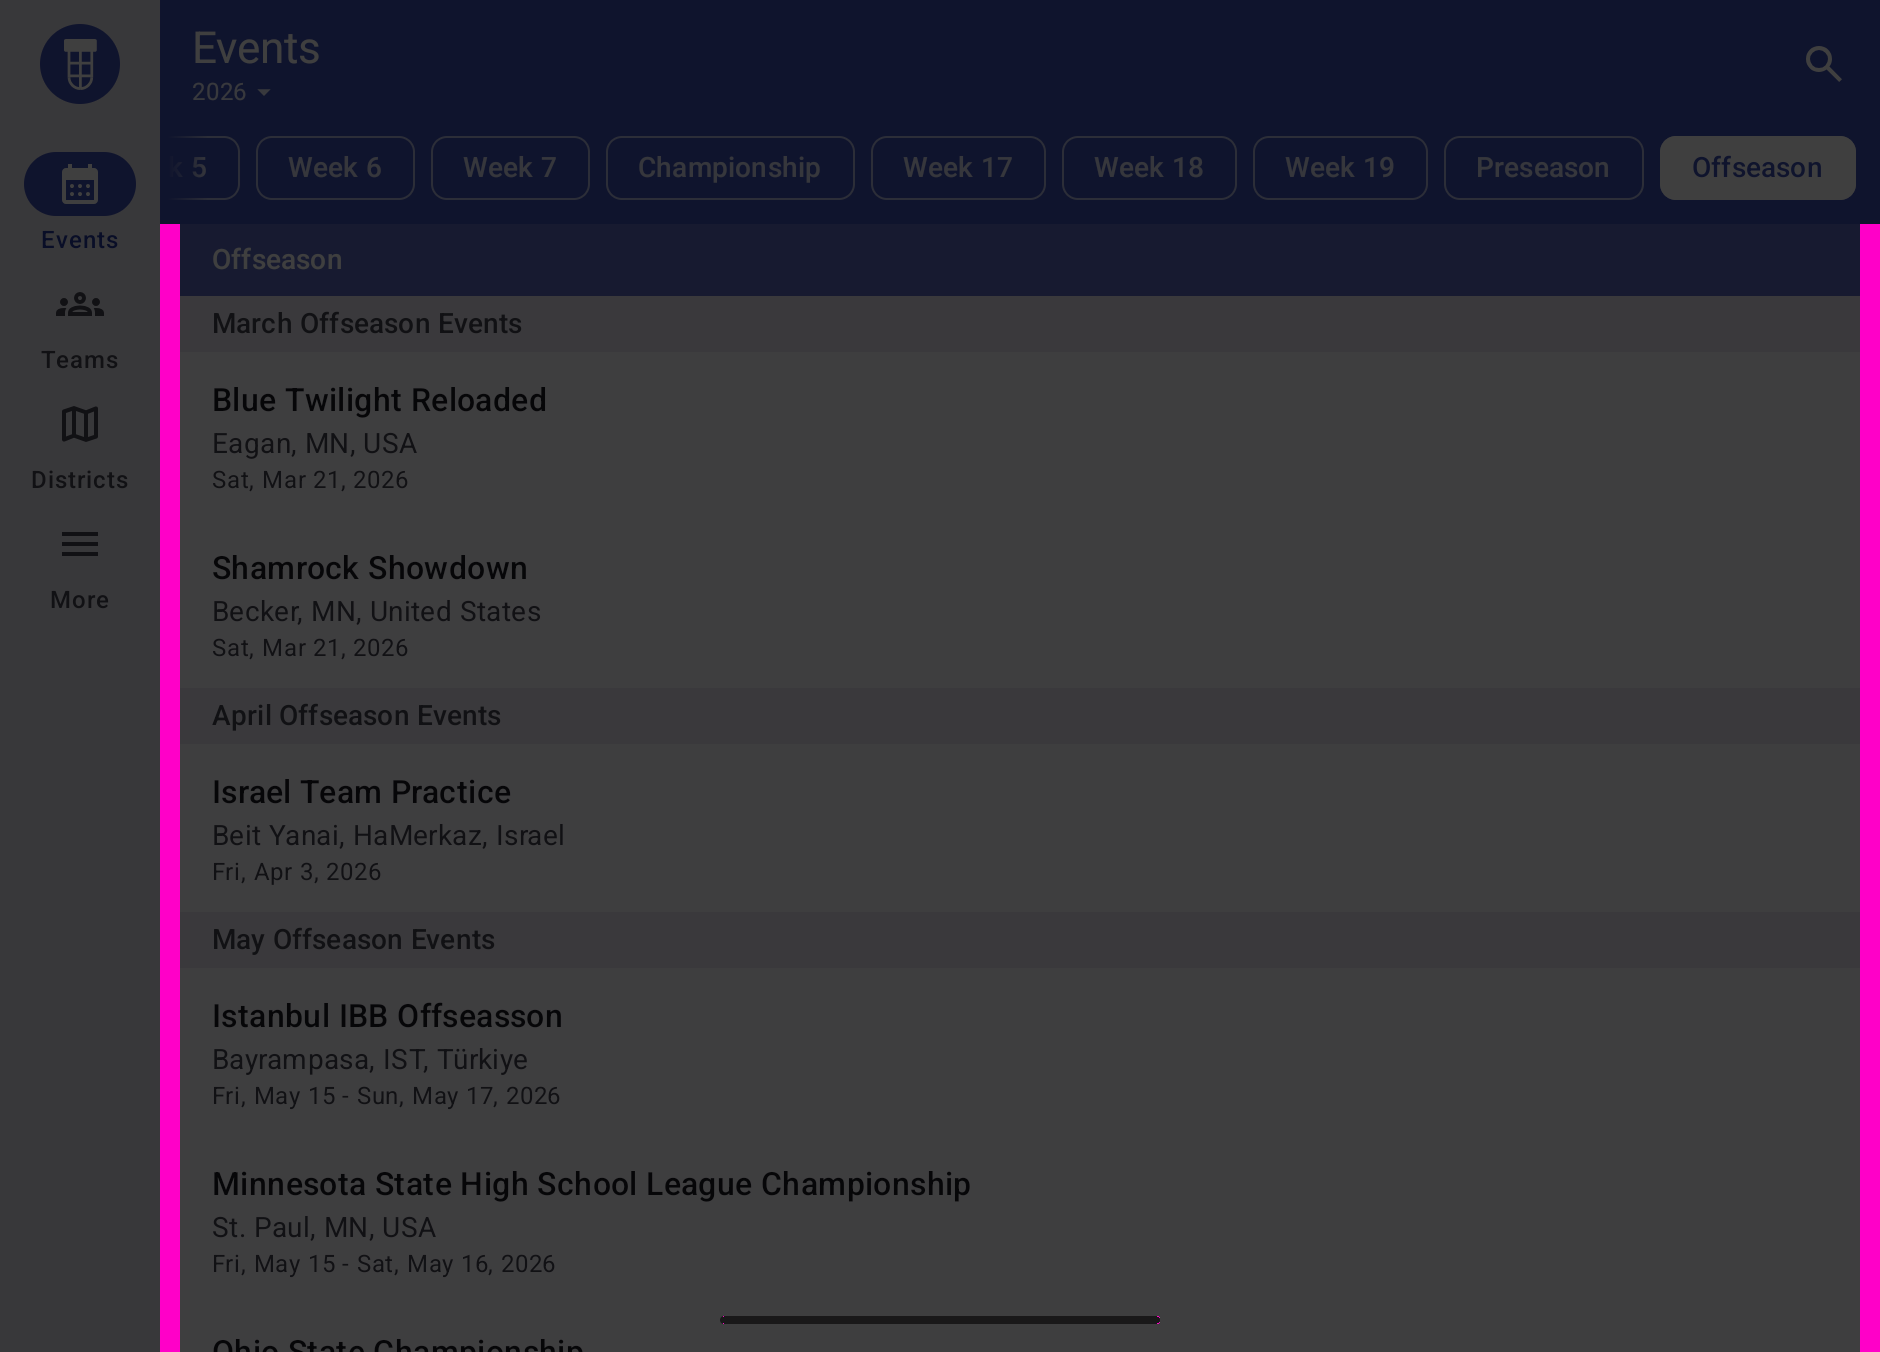 Events
2026
k 5
Week 6
Week 7
Championship
Week 17
Week 18
Week 19
Preseason
Offseason
Events
Teams
Districts
More
Offseason
March Offseason Events
Blue Twilight Reloaded
Eagan, MN, USA
Sat, Mar 21, 2026
Shamrock Showdown
Becker, MN, United States
Sat, Mar 21, 2026
April Offseason Events
Israel Team Practice
Beit Yanai, HaMerkaz, Israel
Fri, Apr 3, 2026
May Offseason Events
Istanbul IBB Offseasson
Bayrampasa, IST, Türkiye
Fri, May 15 - Sun, May 17, 2026
Minnesota State High School League Championship
St. Paul, MN, USA
Fri, May 15 - Sat, May 16, 2026
Ohio State Championship